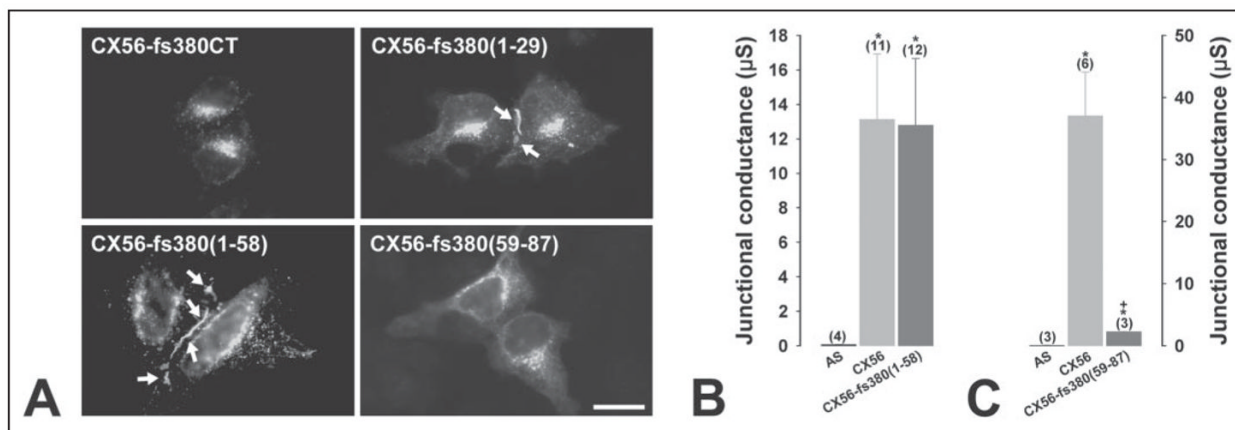 CX56-fs380CT
CX56-fs380(1-29)
CX56-fs380(1-58)
CX56-fs380(59-87)
A
Junctional conductance (µS)
18
16
14
12
10
8
6
4
2
0
(4)
*
(11)
*
(12)
AS
CX56
CX56-fs380(1-58)
B
(3)
*
(6)
‡
*
(3)
AS
CX56
CX56-fs380(59-87)
C
50
40
30
20
10
0
Junctional conductance (µS)